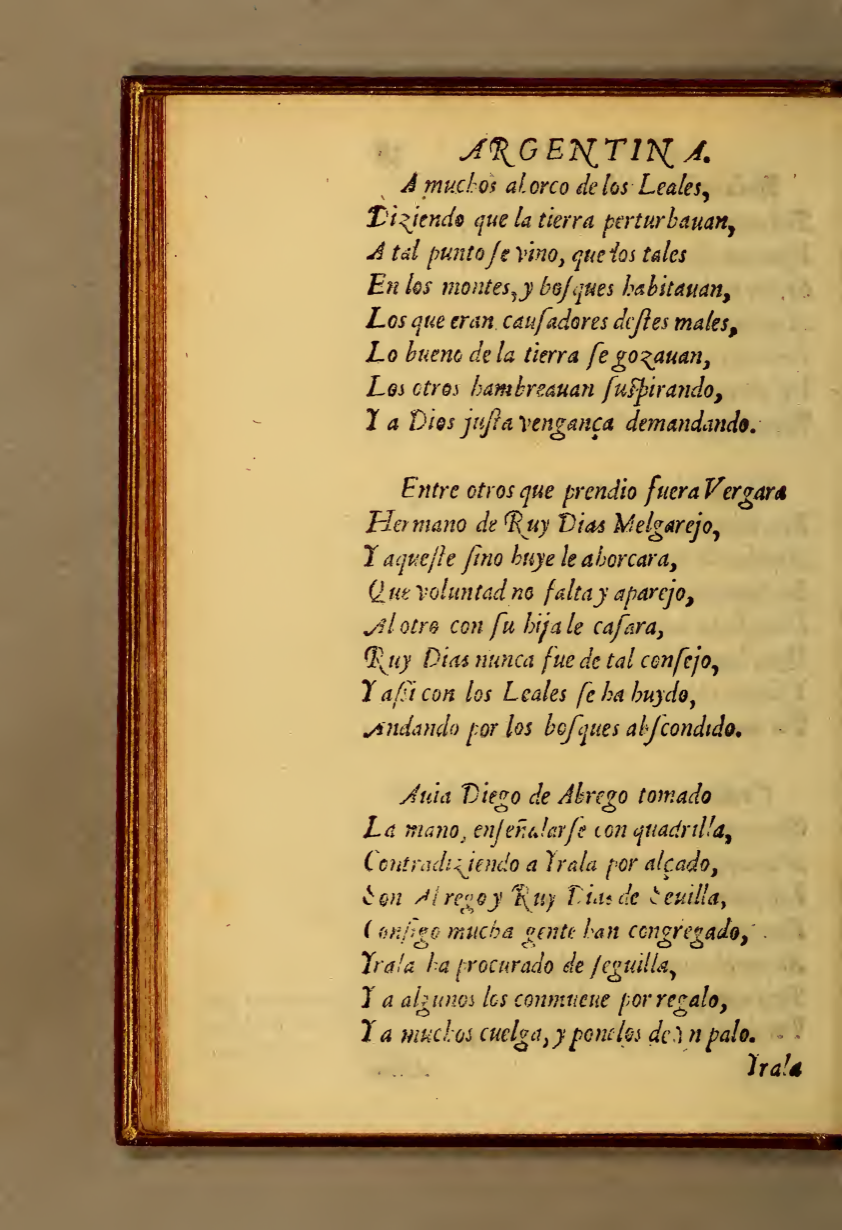 ARGENTINA.
A muchos ahorco de los Leales,
Diziendo que la tierra perturbauan,
A tal punto ſe vino, que los tales
En los montes, y boſques habitauan,
Los que eran cauſadores deſtes males,
Lo bueno de la tierra ſe gozauan,
Los otros hambreauan ſuſpirando,
Y a Dios juſta vengança demandando.
Entre otros que prendio fuera Vergara
Hermano de Ruy Dias Melgarejo,
Y aqueſte ſino huye le ahorcara,
Que voluntad no falta y aparejo,
Al otro con ſu hija le caſara,
Ruy Dias nunca fue de tal conſejo,
Y aſsi con los Leales ſe ha huydo,
Andando por los boſques abſcondido.
Auia Diego de Abrego tomado
La mano, enſeñalarſe con quadrilla,
Contradiziendo a Yrala por alçado,
Son Abrego y Ruy Dias de Seuilla,
Conſigo mucha gente han congregado,
Yrala ha procurado de ſeguilla,
Y a algunos los conmueue por regalo,
Y a muchos cuelga, y ponelos de vn palo.
Yrala